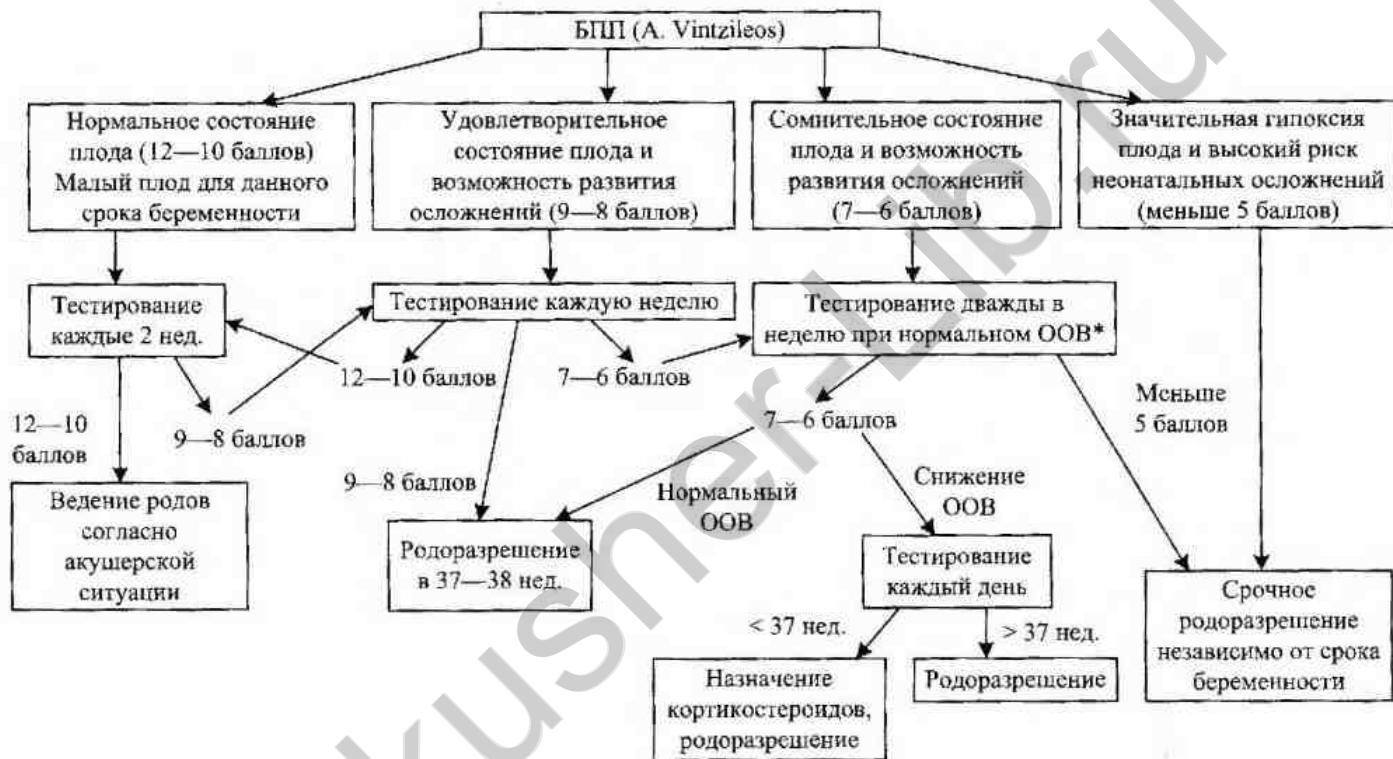 БПП (A. Vintzileos)
Нормальное состояние
плода (12—10 баллов)
Малый плод для данного
срока беременности
Удовлетворительное
состояние плода и
возможность развития
осложнений (9—8 баллов)
Сомнительное состояние
плода и возможность
развития осложнений
(7—6 баллов)
Значительная гипоксия
плода и высокий риск
неонатальных осложнений
(меньше 5 баллов)
Тестирование
каждые 2 нед.
Тестирование каждую неделю
Тестирование дважды в
неделю при нормальном ООВ*
12—10 баллов
7—6 баллов
Меньше
5 баллов
12—10
баллов
9—8 баллов
7—6 баллов
9—8 баллов
Нормальный
ООВ
Снижение
ООВ
Ведение родов
согласно
акушерской
ситуации
Родоразрешение
в 37—38 нед.
Тестирование
каждый день
Срочное
родоразрешение
независимо от срока
беременности
< 37 нед.
> 37 нед.
Назначение
кортикостероидов,
родоразрешение
Родоразрешение
kusher-Lib.ru